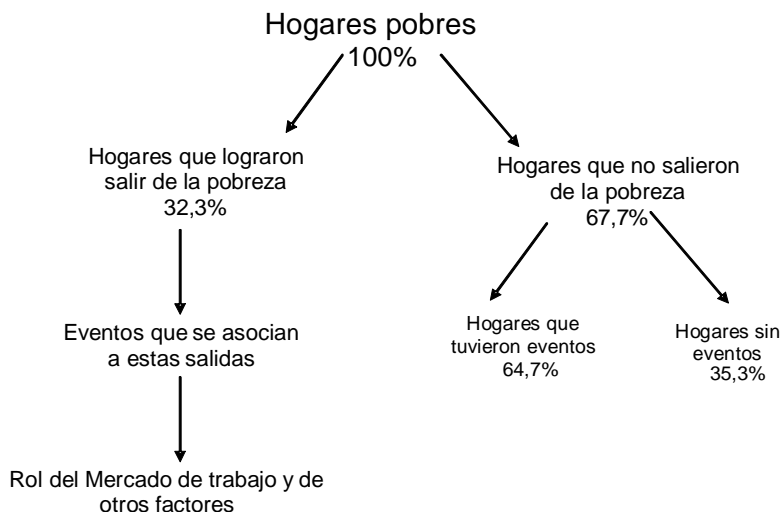 Hogares pobres
100%
Hogares que lograron
salir de la pobreza
32,3%
Hogares que no salieron
de la pobreza
67,7%
Eventos que se asocian
a estas salidas
Hogares que
tuvieron eventos
64,7%
Hogares sin
eventos
35,3%
Rol del Mercado de trabajo y de
otros factores